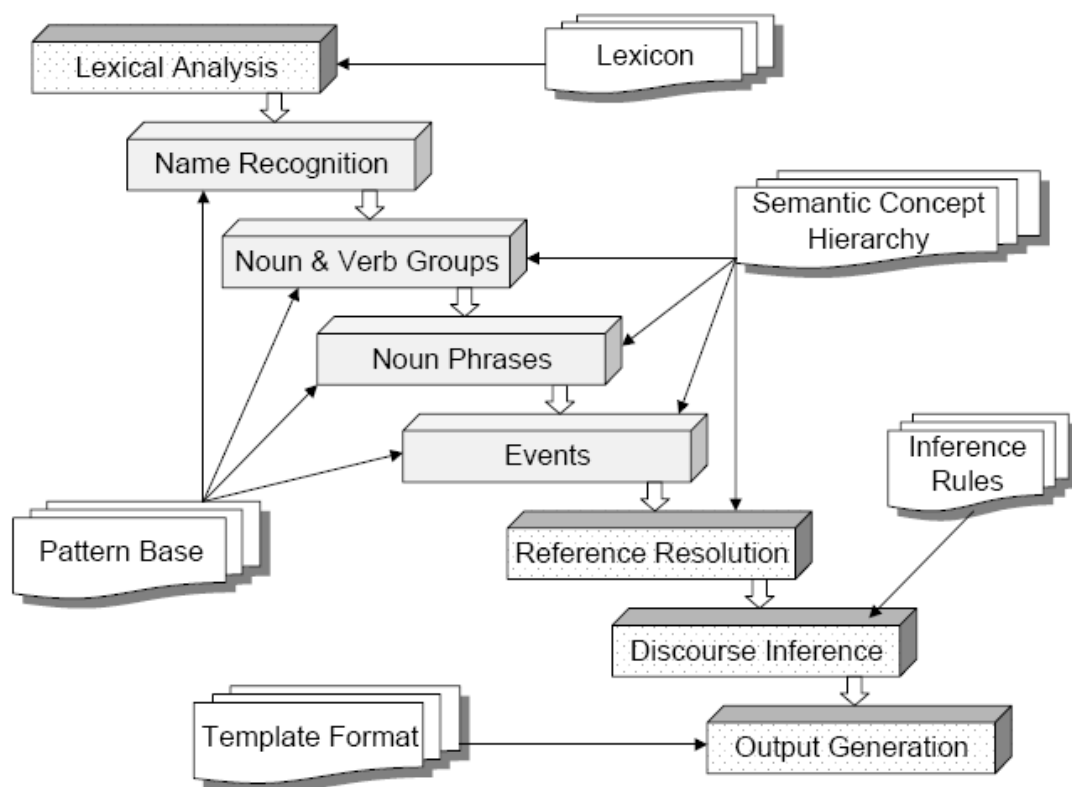 Lexical Analysis
Lexicon
Name Recognition
Semantic Concept
Hierarchy
Noun & Verb Groups
Noun Phrases
Events
Inference
Rules
Pattern Base
Reference Resolution
Discourse Inference
Template Format
Output Generation